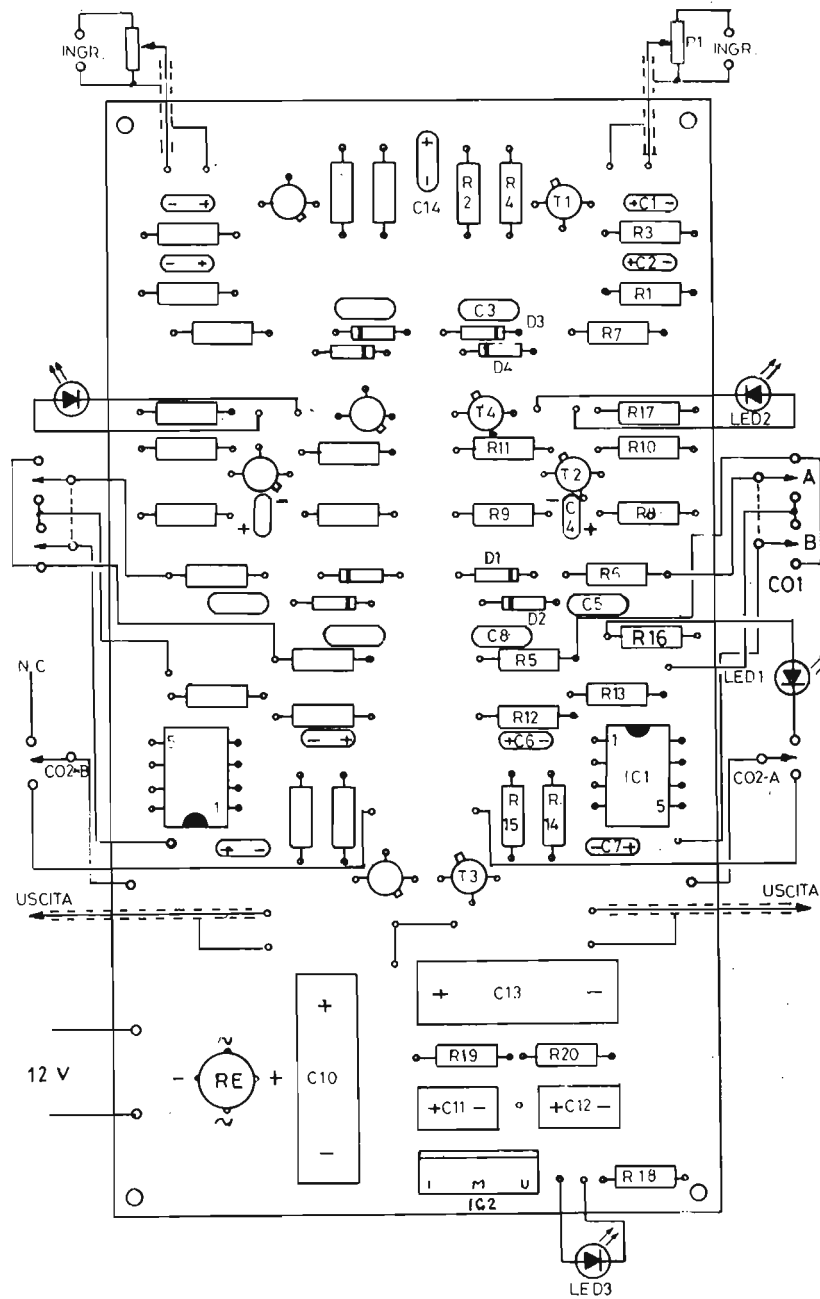 INGR.
P1
INGR.
- +
+ -
C14
R2
R4
T1
+C1-
R3
- +
+C2-
R1
C3
D3
R7
D4
T4
R17
LED2
R11
R10
T2
A
+ -
R9
- C4 +
R8
B
D1
R6
CO1
D2
C5
C8
R16
N.C
R5
LED1
R13
R12
- +
+C6-
5
1
CO2-B
1
IC1
5
CO2-A
R15
R14
+ -
-C7+
T3
USCITA
USCITA
+ C13 -
+
~
12 V
- RE +
C10
R19
R20
~
+C11-
+C12-
-
I M U
R18
IC2
LED3